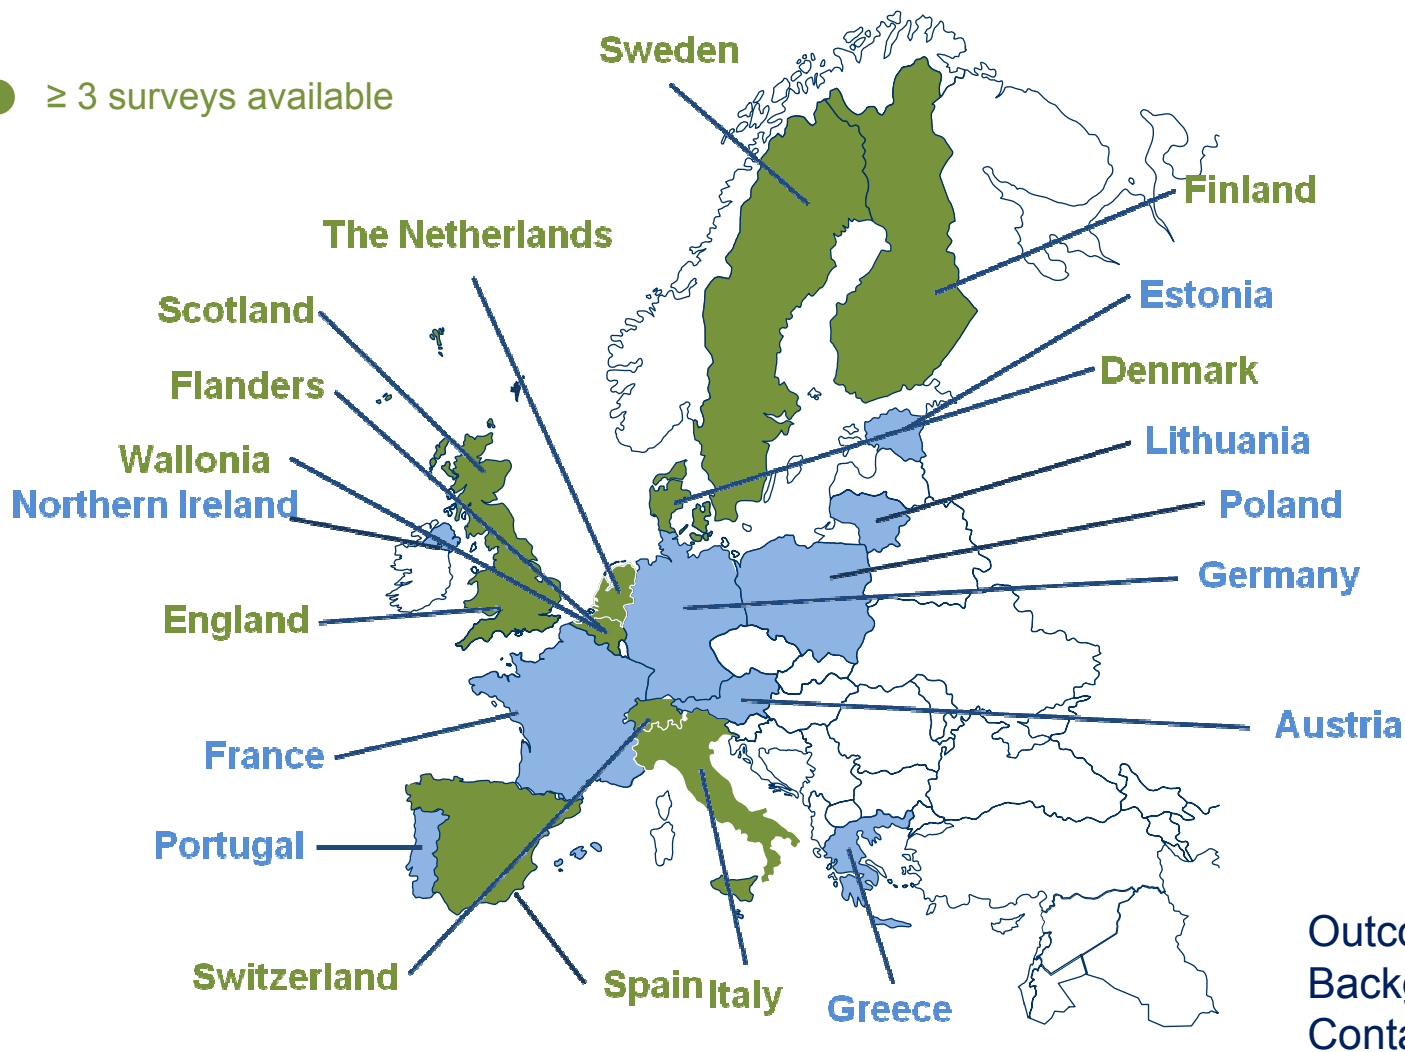 Sweden
≥ 3 surveys available
Finland
The Netherlands
Estonia
Scotland
Denmark
Flanders
Lithuania
Wallonia
Northern Ireland
Poland
Germany
England
Austria
France
Portugal
Switzerland
Spain
Italy
Greece